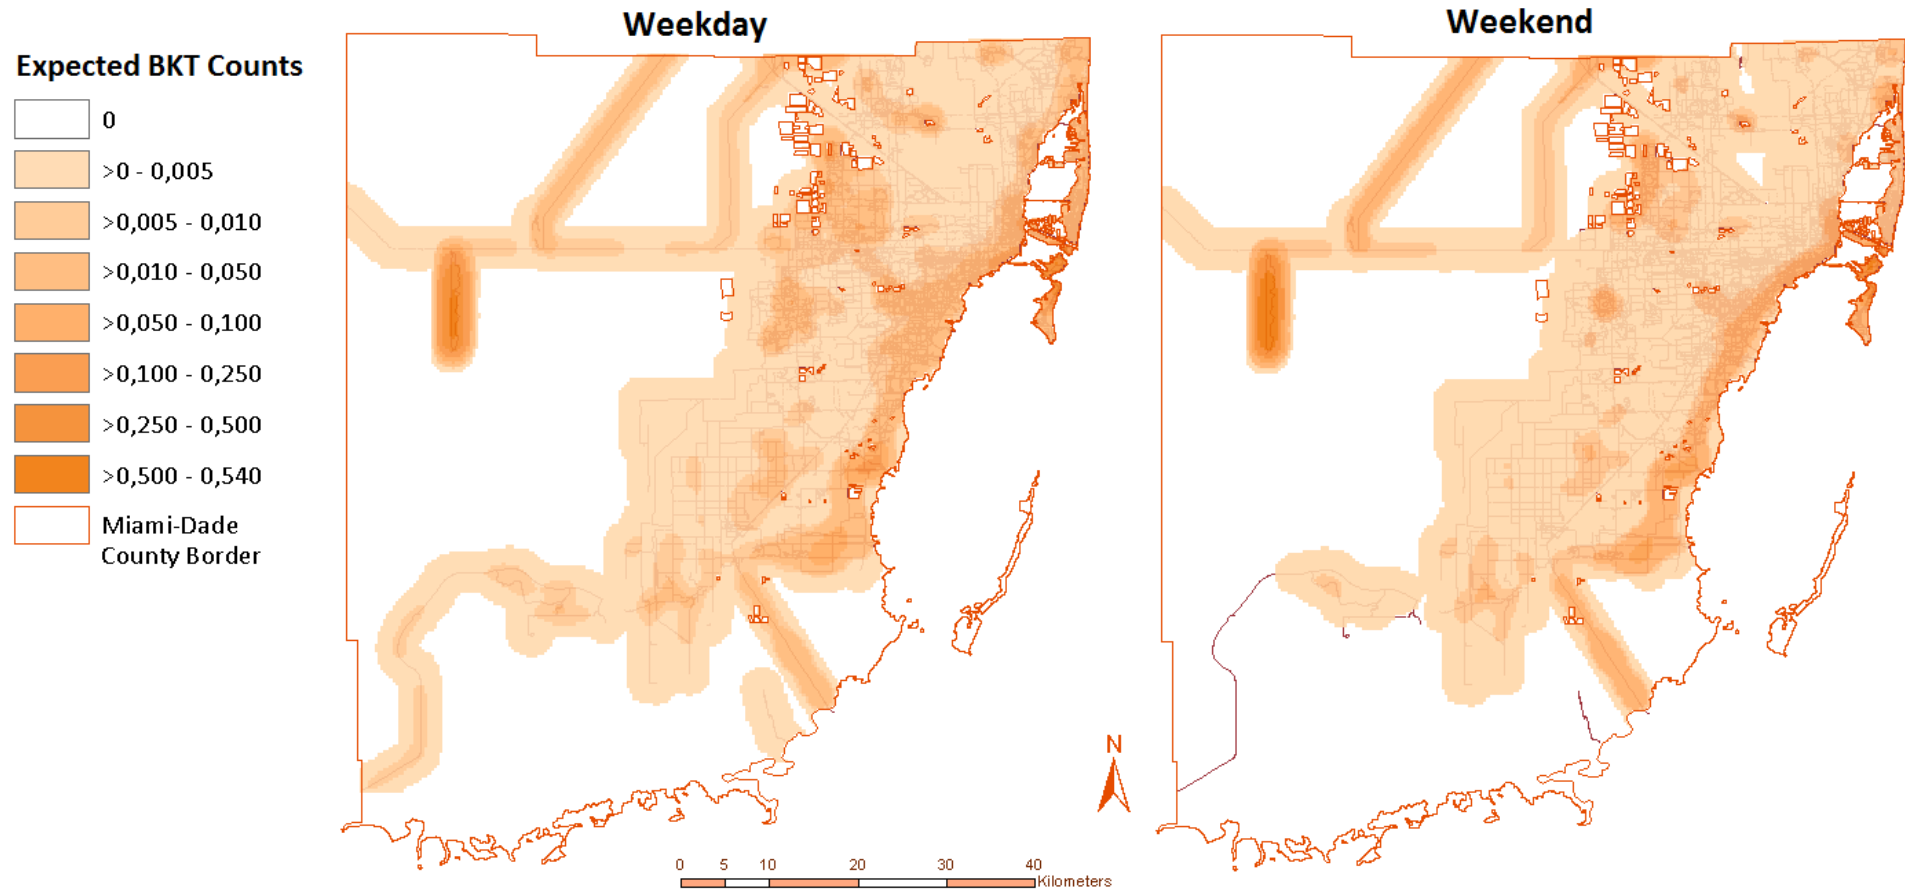 Weekday
Weekend
Expected BKT Counts
0
>0 - 0,005
>0,005 - 0,010
>0,010 - 0,050
>0,050 - 0,100
>0,100 - 0,250
>0,250 - 0,500
>0,500 - 0,540
Miami-Dade
County Border
N
0 5 10 20 30 40
Kilometers